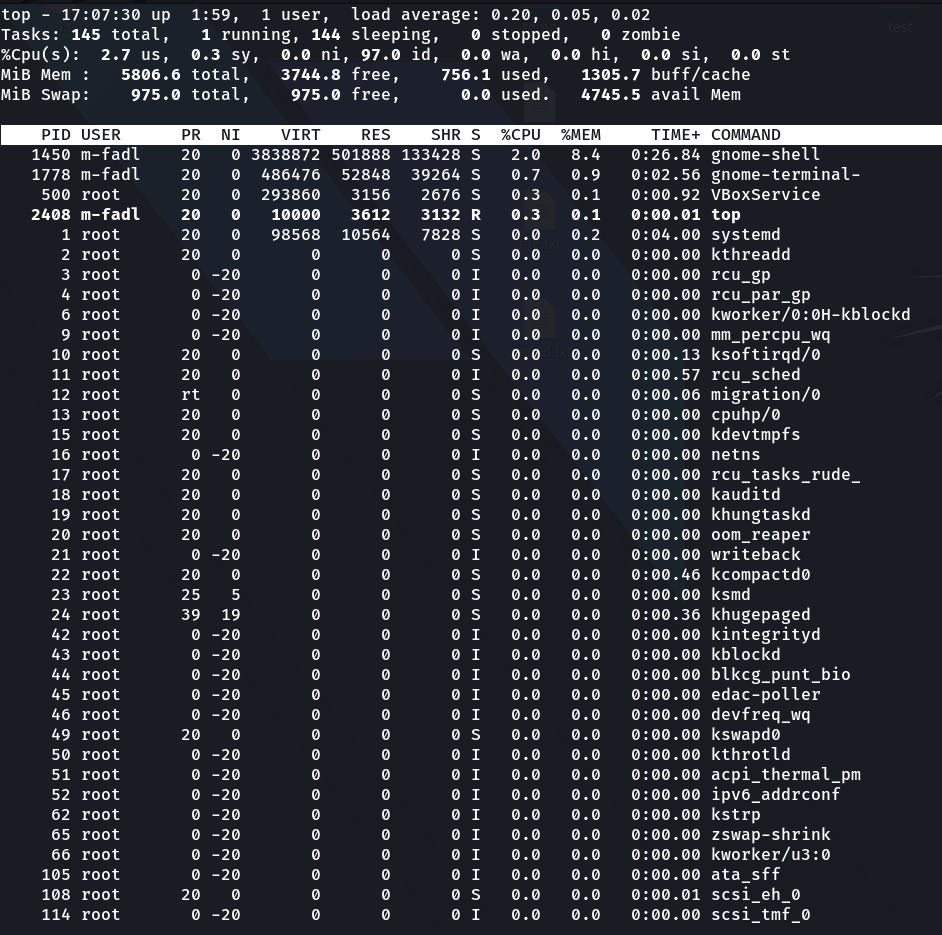 top - 17:07:30 up  1:59,  1 user,  load average: 0.20, 0.05, 0.02
Tasks: 145 total,   1 running, 144 sleeping,   0 stopped,   0 zombie
%Cpu(s):  2.7 us,  0.3 sy,  0.0 ni, 97.0 id,  0.0 wa,  0.0 hi,  0.0 si,  0.0 st
MiB Mem :   5806.6 total,   3744.8 free,    756.1 used,   1305.7 buff/cache
MiB Swap:    975.0 total,    975.0 free,      0.0 used.   4745.5 avail Mem
PID USER      PR  NI    VIRT    RES    SHR S  %CPU  %MEM     TIME+ COMMAND
1450 m-fadl    20   0 3838872 501888 133428 S   2.0   8.4   0:26.84 gnome-shell
1778 m-fadl    20   0  486476  52848  39264 S   0.7   0.9   0:02.56 gnome-terminal-
500 root      20   0  293860   3156   2676 S   0.3   0.1   0:00.92 VBoxService
2408 m-fadl    20   0   10000   3612   3132 R   0.3   0.1   0:00.01 top
1 root      20   0   98568  10564   7828 S   0.0   0.2   0:04.00 systemd
2 root      20   0       0      0      0 S   0.0   0.0   0:00.00 kthreadd
3 root       0 -20       0      0      0 I   0.0   0.0   0:00.00 rcu_gp
4 root       0 -20       0      0      0 I   0.0   0.0   0:00.00 rcu_par_gp
6 root       0 -20       0      0      0 I   0.0   0.0   0:00.00 kworker/0:0H-kblockd
9 root       0 -20       0      0      0 I   0.0   0.0   0:00.00 mm_percpu_wq
10 root      20   0       0      0      0 S   0.0   0.0   0:00.13 ksoftirqd/0
11 root      20   0       0      0      0 I   0.0   0.0   0:00.57 rcu_sched
12 root      rt   0       0      0      0 S   0.0   0.0   0:00.06 migration/0
13 root      20   0       0      0      0 S   0.0   0.0   0:00.00 cpuhp/0
15 root      20   0       0      0      0 S   0.0   0.0   0:00.00 kdevtmpfs
16 root       0 -20       0      0      0 I   0.0   0.0   0:00.00 netns
17 root      20   0       0      0      0 S   0.0   0.0   0:00.00 rcu_tasks_rude_
18 root      20   0       0      0      0 S   0.0   0.0   0:00.00 kauditd
19 root      20   0       0      0      0 S   0.0   0.0   0:00.00 khungtaskd
20 root      20   0       0      0      0 S   0.0   0.0   0:00.00 oom_reaper
21 root       0 -20       0      0      0 I   0.0   0.0   0:00.00 writeback
22 root      20   0       0      0      0 S   0.0   0.0   0:00.46 kcompactd0
23 root      25   5       0      0      0 S   0.0   0.0   0:00.00 ksmd
24 root      39  19       0      0      0 S   0.0   0.0   0:00.36 khugepaged
42 root       0 -20       0      0      0 I   0.0   0.0   0:00.00 kintegrityd
43 root       0 -20       0      0      0 I   0.0   0.0   0:00.00 kblockd
44 root       0 -20       0      0      0 I   0.0   0.0   0:00.00 blkcg_punt_bio
45 root       0 -20       0      0      0 I   0.0   0.0   0:00.00 edac-poller
46 root       0 -20       0      0      0 I   0.0   0.0   0:00.00 devfreq_wq
49 root      20   0       0      0      0 S   0.0   0.0   0:00.00 kswapd0
50 root       0 -20       0      0      0 I   0.0   0.0   0:00.00 kthrotld
51 root       0 -20       0      0      0 I   0.0   0.0   0:00.00 acpi_thermal_pm
52 root       0 -20       0      0      0 I   0.0   0.0   0:00.00 ipv6_addrconf
62 root       0 -20       0      0      0 I   0.0   0.0   0:00.00 kstrp
65 root       0 -20       0      0      0 I   0.0   0.0   0:00.00 zswap-shrink
66 root       0 -20       0      0      0 I   0.0   0.0   0:00.00 kworker/u3:0
105 root       0 -20       0      0      0 I   0.0   0.0   0:00.00 ata_sff
108 root      20   0       0      0      0 S   0.0   0.0   0:00.01 scsi_eh_0
114 root       0 -20       0      0      0 I   0.0   0.0   0:00.00 scsi_tmf_0
test